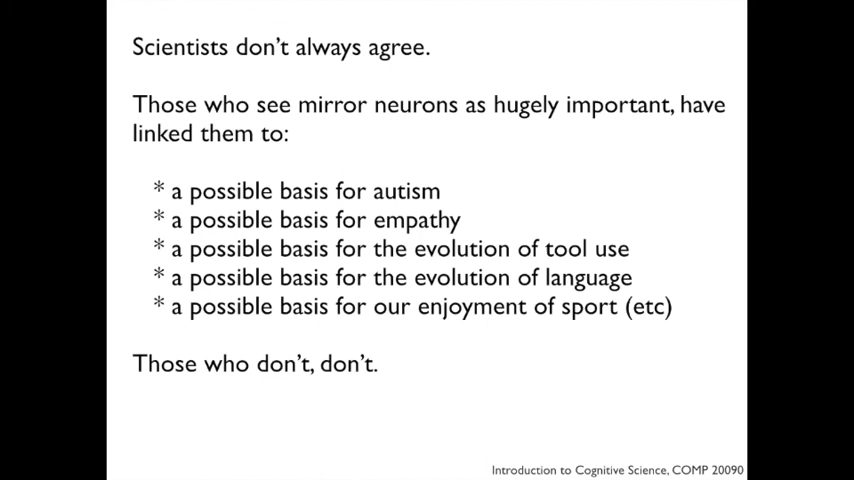 Scientists don't always agree.
Those who see mirror neurons as hugely important, have
linked them to:
* a possible basis for autism
* a possible basis for empathy
* a possible basis for the evolution of tool use
* a possible basis for the evolution of language
* a possible basis for our enjoyment of sport (etc)
Those who don't, don't.
Introduction to Cognitive Science, COMP 20090